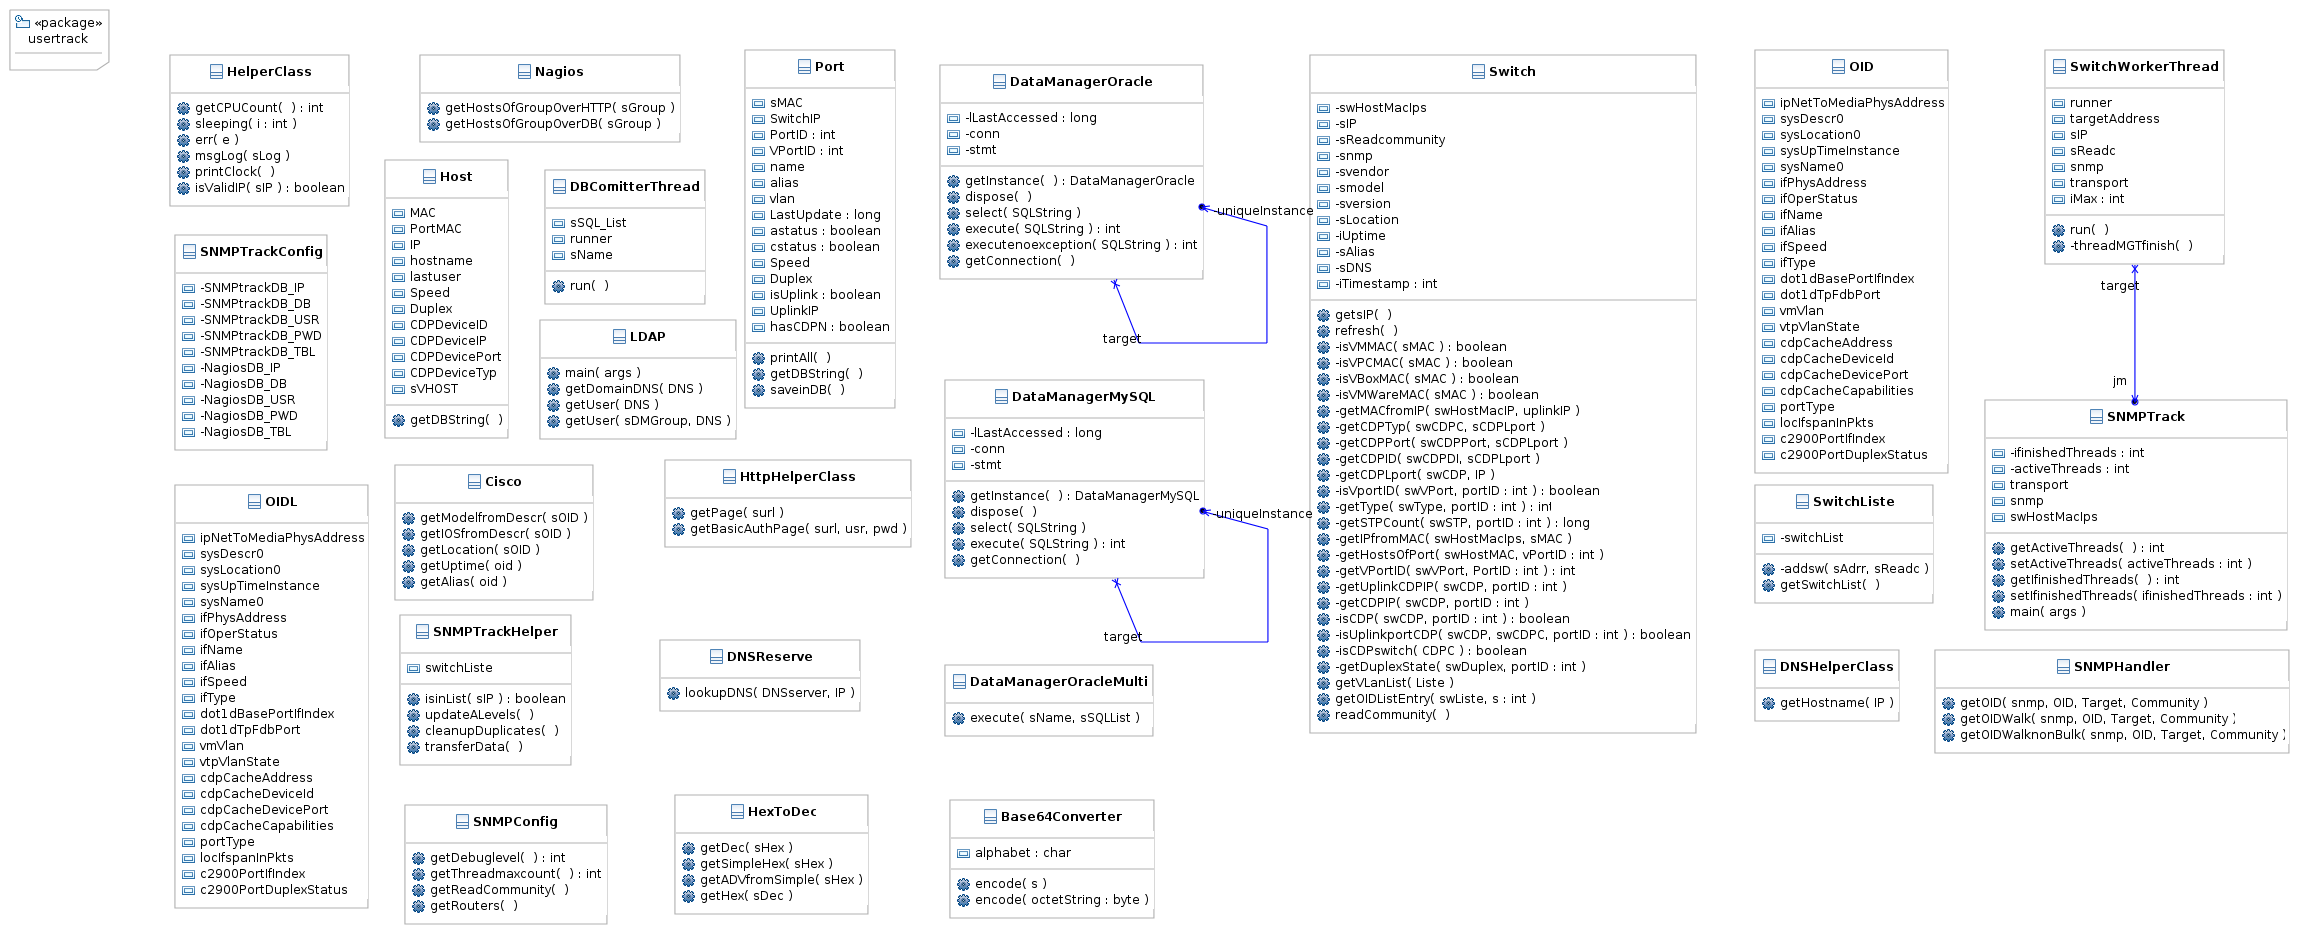 «package»
usertrack
HelperClass
getCPUCount(  ) : int
sleeping( i : int )
err( e )
msgLog( sLog )
printClock(  )
isValidIP( sIP ) : boolean
SNMPTrackConfig
-SNMPtrackDB_IP
-SNMPtrackDB_DB
-SNMPtrackDB_USR
-SNMPtrackDB_PWD
-SNMPtrackDB_TBL
-NagiosDB_IP
-NagiosDB_DB
-NagiosDB_USR
-NagiosDB_PWD
-NagiosDB_TBL
OIDL
ipNetToMediaPhysAddress
sysDescr0
sysLocation0
sysUpTimeInstance
sysName0
ifPhysAddress
ifOperStatus
ifName
ifAlias
ifSpeed
ifType
dot1dBasePortIfIndex
dot1dTpFdbPort
vmVlan
vtpVlanState
cdpCacheAddress
cdpCacheDeviceId
cdpCacheDevicePort
cdpCacheCapabilities
portType
locIfspanInPkts
c2900PortIfIndex
c2900PortDuplexStatus
Nagios
getHostsOfGroupOverHTTP( sGroup )
getHostsOfGroupOverDB( sGroup )
Host
MAC
PortMAC
IP
hostname
lastuser
Speed
Duplex
CDPDeviceID
CDPDeviceIP
CDPDevicePort
CDPDeviceTyp
sVHOST
getDBString(  )
DBComitterThread
sSQL_List
runner
sName
run(  )
LDAP
main( args )
getDomainDNS( DNS )
getUser( DNS )
getUser( sDMGroup, DNS )
Cisco
getModelfromDescr( sOID )
getIOSfromDescr( sOID )
getLocation( sOID )
getUptime( oid )
getAlias( oid )
SNMPTrackHelper
switchListe
isinList( sIP ) : boolean
updateALevels(  )
cleanupDuplicates(  )
transferData(  )
SNMPConfig
getDebuglevel(  ) : int
getThreadmaxcount(  ) : int
getReadCommunity(  )
getRouters(  )
Port
sMAC
SwitchIP
PortID : int
VPortID : int
name
alias
vlan
LastUpdate : long
astatus : boolean
cstatus : boolean
Speed
Duplex
isUplink : boolean
UplinkIP
hasCDPN : boolean
printAll(  )
getDBString(  )
saveinDB(  )
HttpHelperClass
getPage( surl )
getBasicAuthPage( surl, usr, pwd )
DNSReserve
lookupDNS( DNSserver, IP )
HexToDec
getDec( sHex )
getSimpleHex( sHex )
getADVfromSimple( sHex )
getHex( sDec )
DataManagerOracle
-lLastAccessed : long
-conn
-stmt
getInstance(  ) : DataManagerOracle
dispose(  )
select( SQLString )
execute( SQLString ) : int
executenoexception( SQLString ) : int
getConnection(  )
-uniqueInstance
target
DataManagerMySQL
-lLastAccessed : long
-conn
-stmt
getInstance(  ) : DataManagerMySQL
dispose(  )
select( SQLString )
execute( SQLString ) : int
getConnection(  )
-uniqueInstance
target
DataManagerOracleMulti
execute( sName, sSQLList )
Base64Converter
alphabet : char
encode( s )
encode( octetString : byte )
Switch
-swHostMacIps
-sIP
-sReadcommunity
-snmp
-svendor
-smodel
-sversion
-sLocation
-iUptime
-sAlias
-sDNS
-iTimestamp : int
getsIP(  )
refresh(  )
-isVMMAC( sMAC ) : boolean
-isVPCMAC( sMAC ) : boolean
-isVBoxMAC( sMAC ) : boolean
-isVMWareMAC( sMAC ) : boolean
-getMACfromIP( swHostMacIP, uplinkIP )
-getCDPTyp( swCDPC, sCDPLport )
-getCDPPort( swCDPPort, sCDPLport )
-getCDPID( swCDPDI, sCDPLport )
-getCDPLport( swCDP, IP )
-isVportID( swVPort, portID : int ) : boolean
-getType( swType, portID : int ) : int
-getSTPCount( swSTP, portID : int ) : long
-getIPfromMAC( swHostMacIps, sMAC )
-getHostsOfPort( swHostMAC, vPortID : int )
-getVPortID( swVPort, PortID : int ) : int
-getUplinkCDPIP( swCDP, portID : int )
-getCDPIP( swCDP, portID : int )
-isCDP( swCDP, portID : int ) : boolean
-isUplinkportCDP( swCDP, swCDPC, portID : int ) : boolean
-isCDPswitch( CDPC ) : boolean
-getDuplexState( swDuplex, portID : int )
getVLanList( Liste )
getOIDListEntry( swListe, s : int )
readCommunity(  )
OID
ipNetToMediaPhysAddress
sysDescr0
sysLocation0
sysUpTimeInstance
sysName0
ifPhysAddress
ifOperStatus
ifName
ifAlias
ifSpeed
ifType
dot1dBasePortIfIndex
dot1dTpFdbPort
vmVlan
vtpVlanState
cdpCacheAddress
cdpCacheDeviceId
cdpCacheDevicePort
cdpCacheCapabilities
portType
locIfspanInPkts
c2900PortIfIndex
c2900PortDuplexStatus
SwitchListe
-switchList
-addsw( sAdrr, sReadc )
getSwitchList(  )
DNSHelperClass
getHostname( IP )
SwitchWorkerThread
runner
targetAddress
sIP
sReadc
snmp
transport
iMax : int
run(  )
-threadMGTfinish(  )
target
jm
SNMPTrack
-ifinishedThreads : int
-activeThreads : int
transport
snmp
swHostMacIps
getActiveThreads(  ) : int
setActiveThreads( activeThreads : int )
getIfinishedThreads(  ) : int
setIfinishedThreads( ifinishedThreads : int )
main( args )
SNMPHandler
getOID( snmp, OID, Target, Community )
getOIDWalk( snmp, OID, Target, Community )
getOIDWalknonBulk( snmp, OID, Target, Community )